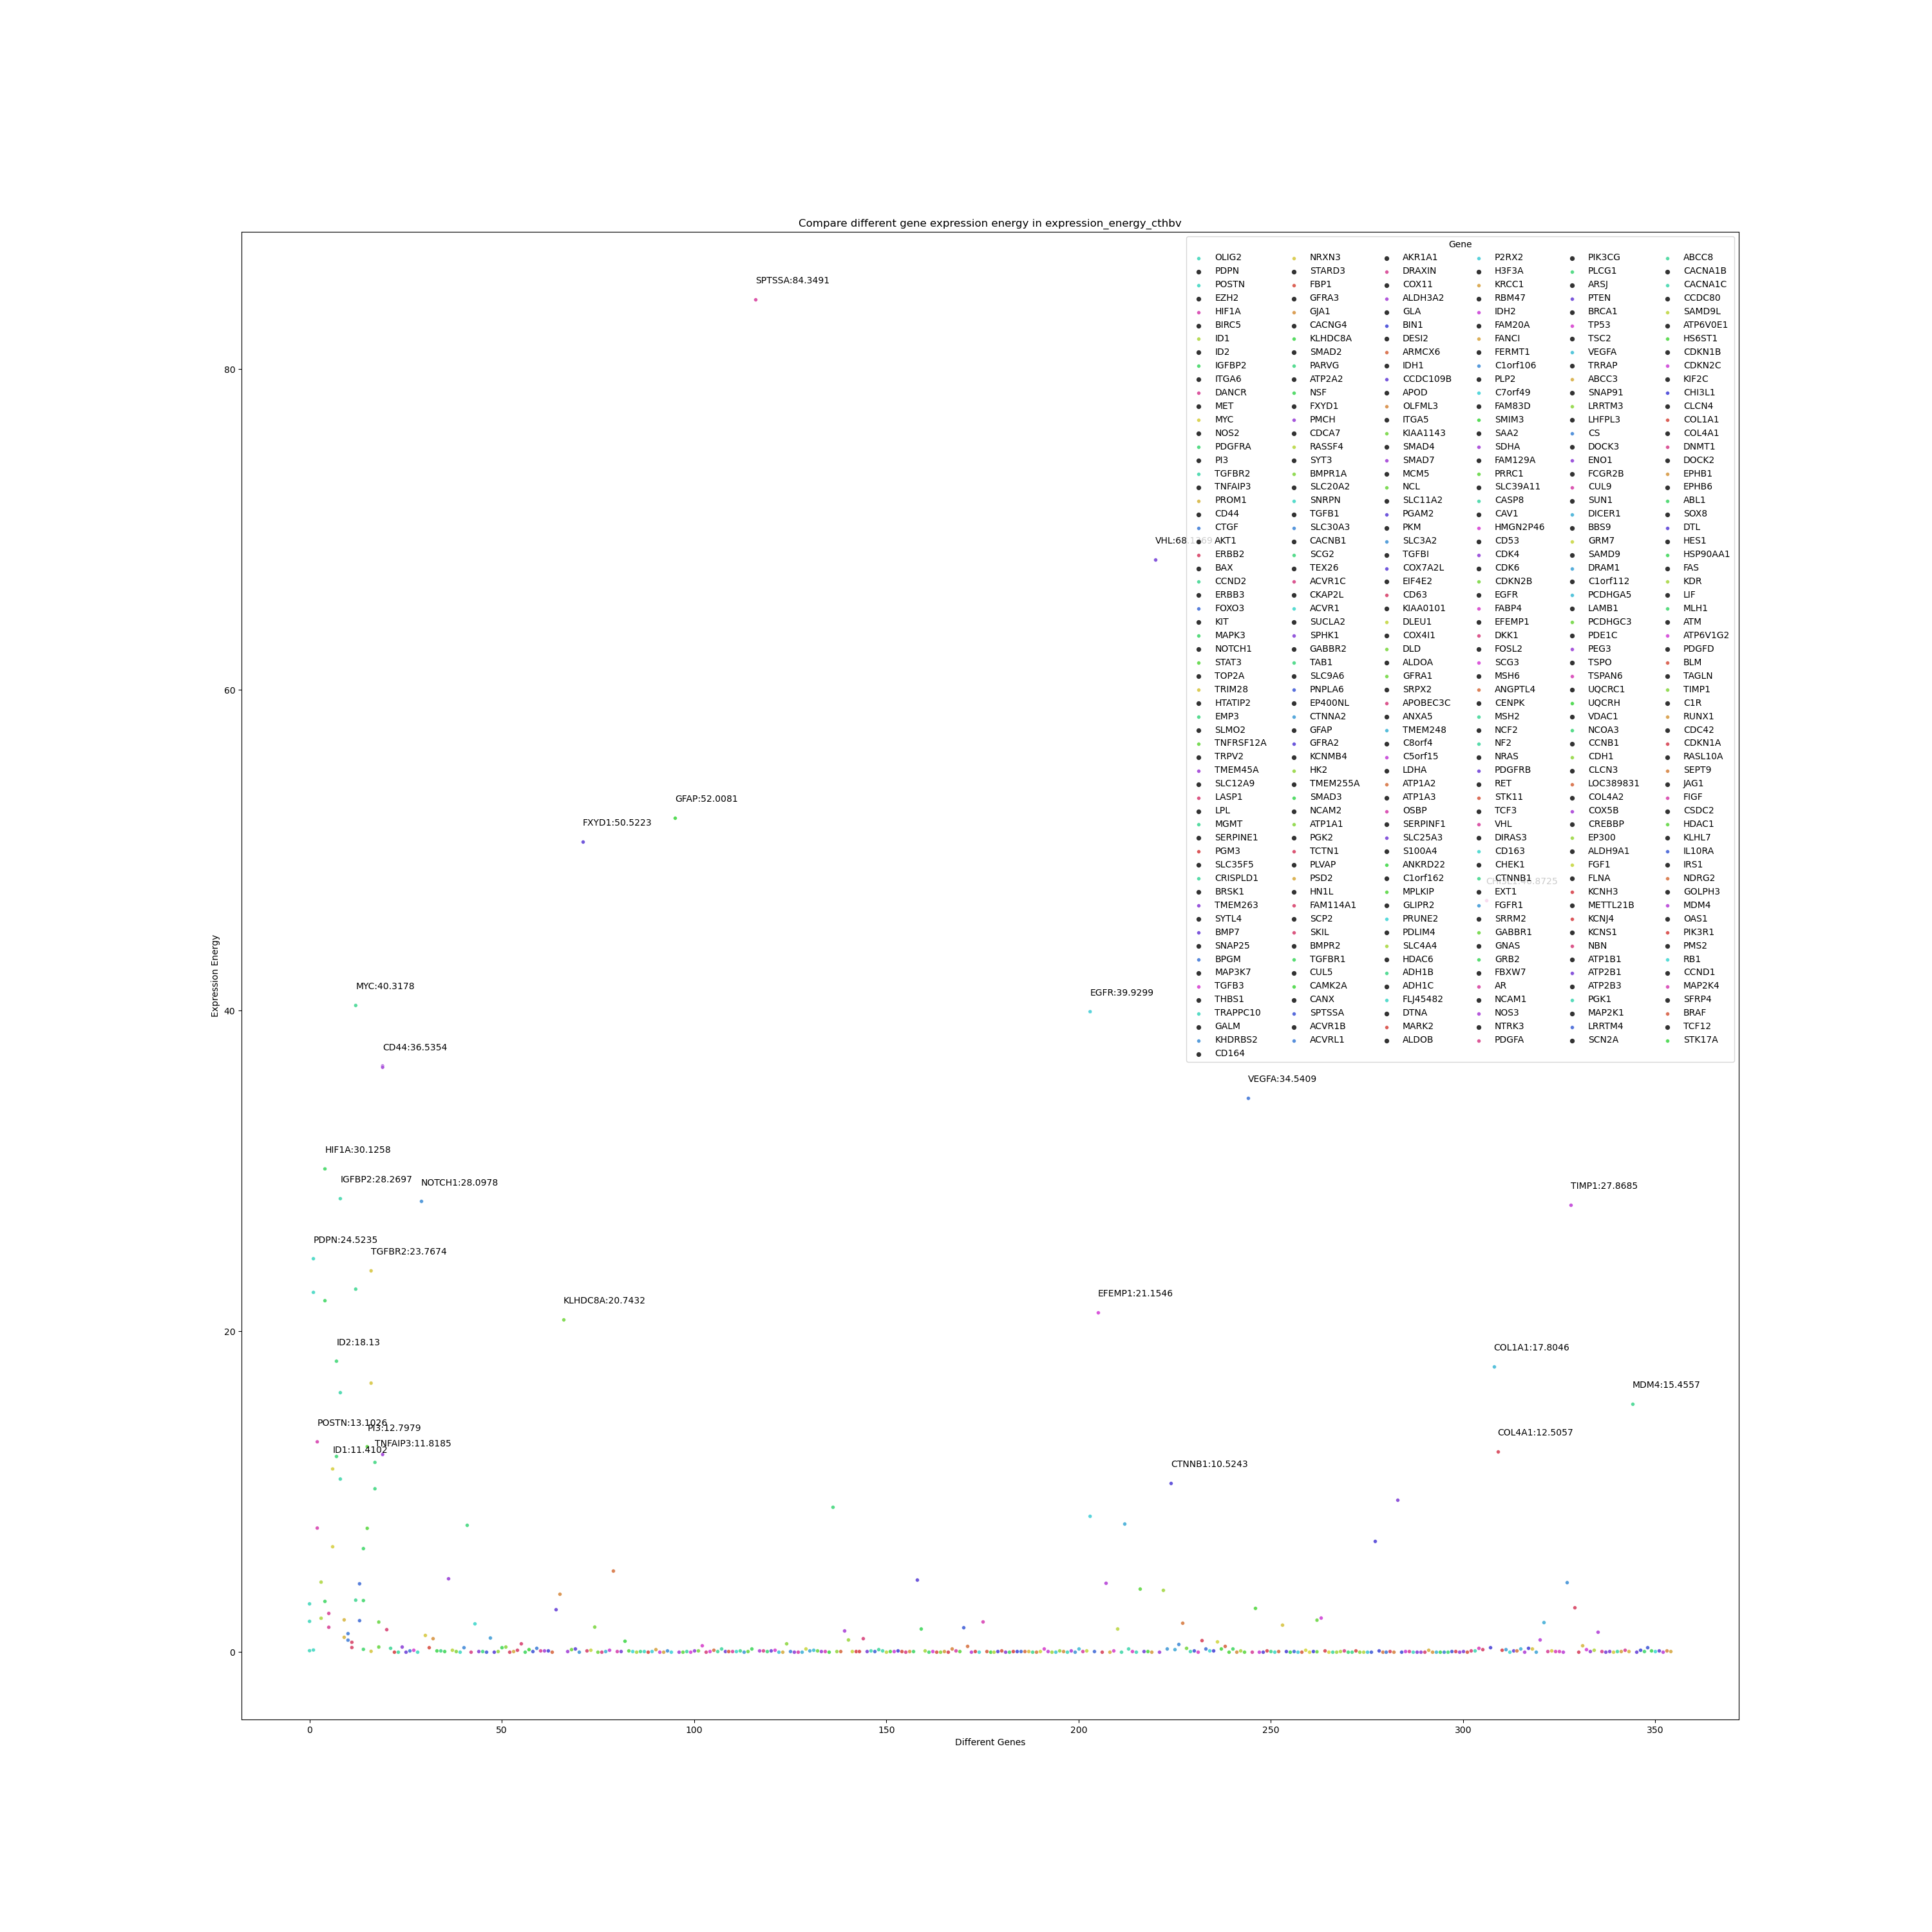 Compare different gene expression energy in expression_energy_cthbv
Gene
OLIG2 NRXN3 AKR1A1 P2RX2 PIK3CG ABCC8
PDPN STARD3 DRAXIN H3F3A PLCG1 CACNA1B
POSTN FBP1 COX11 KRCC1 ARSJ CACNA1C
EZH2 GFRA3 ALDH3A2 RBM47 PTEN CCDC80
HIF1A GJA1 GLA IDH2 BRCA1 SAMD9L
BIRC5 CACNG4 BIN1 FAM20A TP53 ATP6V0E1
ID1 KLHDC8A DESI2 FANCI TSC2 HS6ST1
ID2 SMAD2 ARMCX6 FERMT1 VEGFA CDKN1B
IGFBP2 PARVG IDH1 C1orf106 TRRAP CDKN2C
ITGA6 ATP2A2 CCDC109B PLP2 ABCC3 KIF2C
DANCR NSF APOD C7orf49 SNAP91 CHI3L1
MET FXYD1 OLFML3 FAM83D LRRTM3 CLCN4
MYC PMCH ITGA5 SMIM3 LHFPL3 COL1A1
NOS2 CDCA7 KIAA1143 SAA2 CS COL4A1
PDGFRA RASSF4 SMAD4 SDHA DOCK3 DNMT1
PI3 SYT3 SMAD7 FAM129A ENO1 DOCK2
TGFBR2 BMPR1A MCM5 PRRC1 FCGR2B EPHB1
TNFAIP3 SLC20A2 NCL SLC39A11 CUL9 EPHB6
PROM1 SNRPN SLC11A2 CASP8 SUN1 ABL1
CD44 TGFB1 PGAM2 CAV1 DICER1 SOX8
CTGF SLC30A3 PKM HMGN2P46 BBS9 DTL
AKT1 CACNB1 SLC3A2 CD53 GRM7 HES1
ERBB2 SCG2 TGFBI CDK4 SAMD9 HSP90AA1
BAX TEX26 COX7A2L CDK6 DRAM1 FAS
CCND2 ACVR1C EIF4E2 CDKN2B C1orf112 KDR
ERBB3 CKAP2L CD63 EGFR PCDHGA5 LIF
FOXO3 ACVR1 KIAA0101 FABP4 LAMB1 MLH1
KIT SUCLA2 DLEU1 EFEMP1 PCDHGC3 ATM
MAPK3 SPHK1 COX4I1 DKK1 PDE1C ATP6V1G2
NOTCH1 GABBR2 DLD FOSL2 PEG3 PDGFD
STAT3 TAB1 ALDOA SCG3 TSPO BLM
TOP2A SLC9A6 GFRA1 MSH6 TSPAN6 TAGLN
TRIM28 PNPLA6 SRPX2 ANGPTL4 UQCRC1 TIMP1
HTATIP2 EP400NL APOBEC3C CENPK UQCRH C1R
EMP3 CTNNA2 ANXA5 MSH2 VDAC1 RUNX1
SLMO2 GFAP TMEM248 NCF2 NCOA3 CDC42
TNFRSF12A GFRA2 C8orf4 NF2 CCNB1 CDKN1A
TRPV2 KCNMB4 C5orf15 NRAS CDH1 RASL10A
TMEM45A HK2 LDHA PDGFRB CLCN3 SEPT9
SLC12A9 TMEM255A ATP1A2 RET LOC389831 JAG1
LASP1 SMAD3 ATP1A3 STK11 COL4A2 FIGF
LPL NCAM2 OSBP TCF3 COX5B CSDC2
MGMT ATP1A1 SERPINF1 VHL CREBBP HDAC1
SERPINE1 PGK2 SLC25A3 DIRAS3 EP300 KLHL7
PGM3 TCTN1 S100A4 CD163 ALDH9A1 IL10RA
SLC35F5 PLVAP ANKRD22 CHEK1 FGF1 IRS1
CRISPLD1 PSD2 C1orf162 CTNNB1 FLNA NDRG2
BRSK1 HN1L MPLKIP EXT1 KCNH3 GOLPH3
TMEM263 FAM114A1 GLIPR2 FGFR1 METTL21B MDM4
SYTL4 SCP2 PRUNE2 SRRM2 KCNJ4 OAS1
BMP7 SKIL PDLIM4 GABBR1 KCNS1 PIK3R1
SNAP25 BMPR2 SLC4A4 GNAS NBN PMS2
BPGM TGFBR1 HDAC6 GRB2 ATP1B1 RB1
MAP3K7 CUL5 ADH1B FBXW7 ATP2B1 CCND1
TGFB3 CAMK2A ADH1C AR ATP2B3 MAP2K4
THBS1 CANX FLJ45482 NCAM1 PGK1 SFRP4
TRAPPC10 SPTSSA DTNA NOS3 MAP2K1 BRAF
GALM ACVR1B MARK2 NTRK3 LRRTM4 TCF12
KHDRBS2 ACVRL1 ALDOB PDGFA SCN2A STK17A
CD164
SPTSSA:84.3491
VHL:68
GFAP:52.0081
FXYD1:50.5223
MYC:40.3178
EGFR:39.9299
CD44:36.5354
VEGFA:34.5409
HIF1A:30.1258
IGFBP2:28.2697
NOTCH1:28.0978
TIMP1:27.8685
PDPN:24.5235
TGFBR2:23.7674
EFEMP1:21.1546
KLHDC8A:20.7432
ID2:18.13
COL1A1:17.8046
MDM4:15.4557
POSTN:13.1026
PI3:12.7979
COL4A1:12.5057
TNFAIP3:11.8185
ID1:11.4102
CTNNB1:10.5243
Expression Energy
80
60
40
20
0
0 50 100 150 200 250 300 350
Different Genes